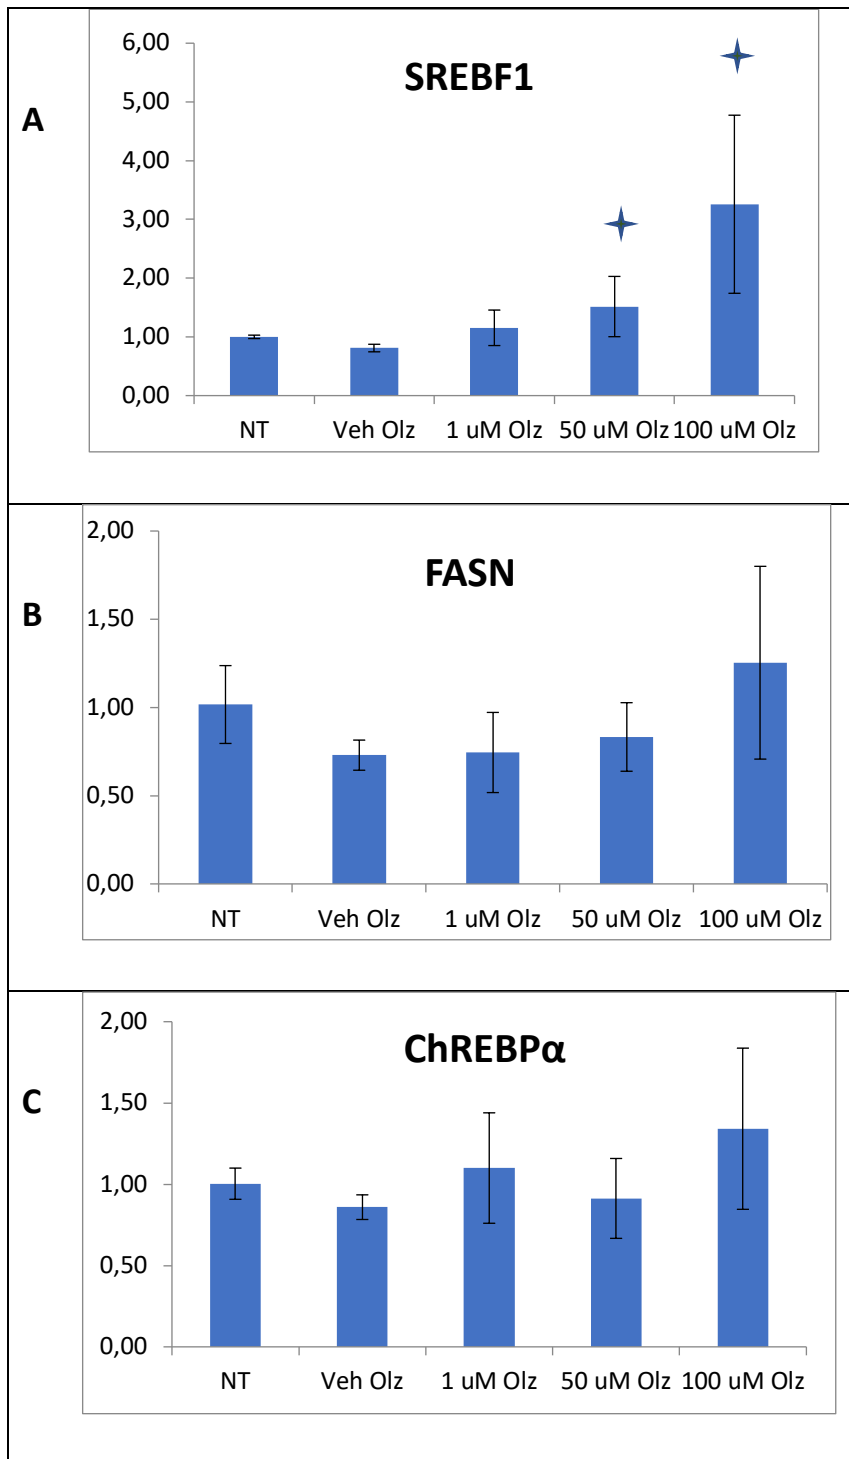 A
SREBF1
6,00
5,00
4,00
3,00
2,00
1,00
0,00
NT Veh Olz 1 uM Olz 50 uM Olz 100 uM Olz
B
FASN
2,00
1,50
1,00
0,50
0,00
NT Veh Olz 1 uM Olz 50 uM Olz 100 uM Olz
C
ChREBPα
2,00
1,50
1,00
0,50
0,00
NT Veh Olz 1 uM Olz 50 uM Olz 100 uM Olz